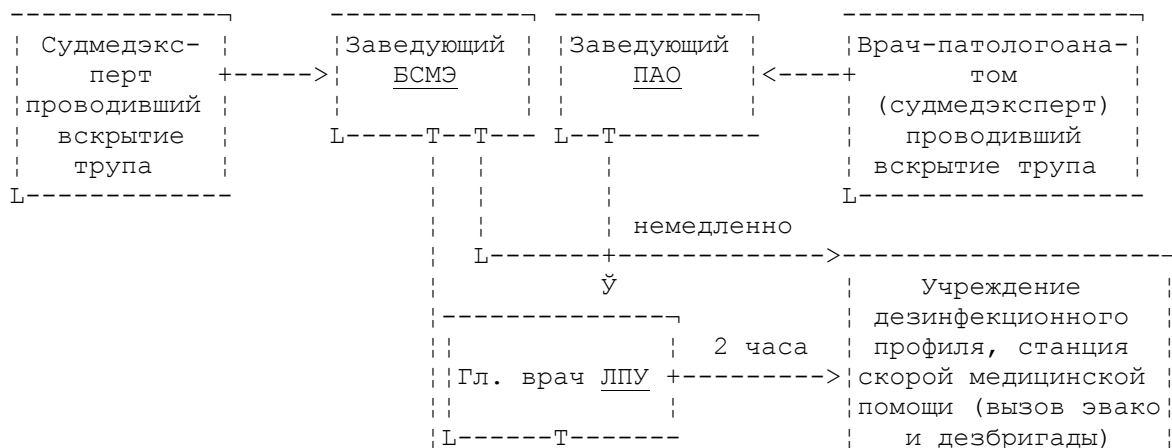 Судмедэкс-
перт
проводивший
вскрытие
трупа
Заведующий
БСМЭ
Заведующий
ПАО
Врач-патологоана-
том
(судмедэксперт)
проводивший
вскрытие трупа
немедленно
Гл. врач ЛПУ
2 часа
Учреждение
дезинфекционного
профиля, станция
скорой медицинской
помощи (вызов эвако
и дезбригады)